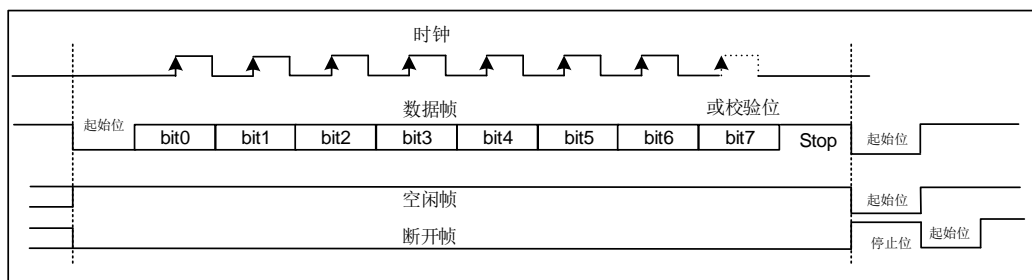 时钟
数据帧
或校验位
起始位 bit0 bit1 bit2 bit3 bit4 bit5 bit6 bit7 Stop 起始位
空闲帧
起始位
断开帧
停止位 起始位